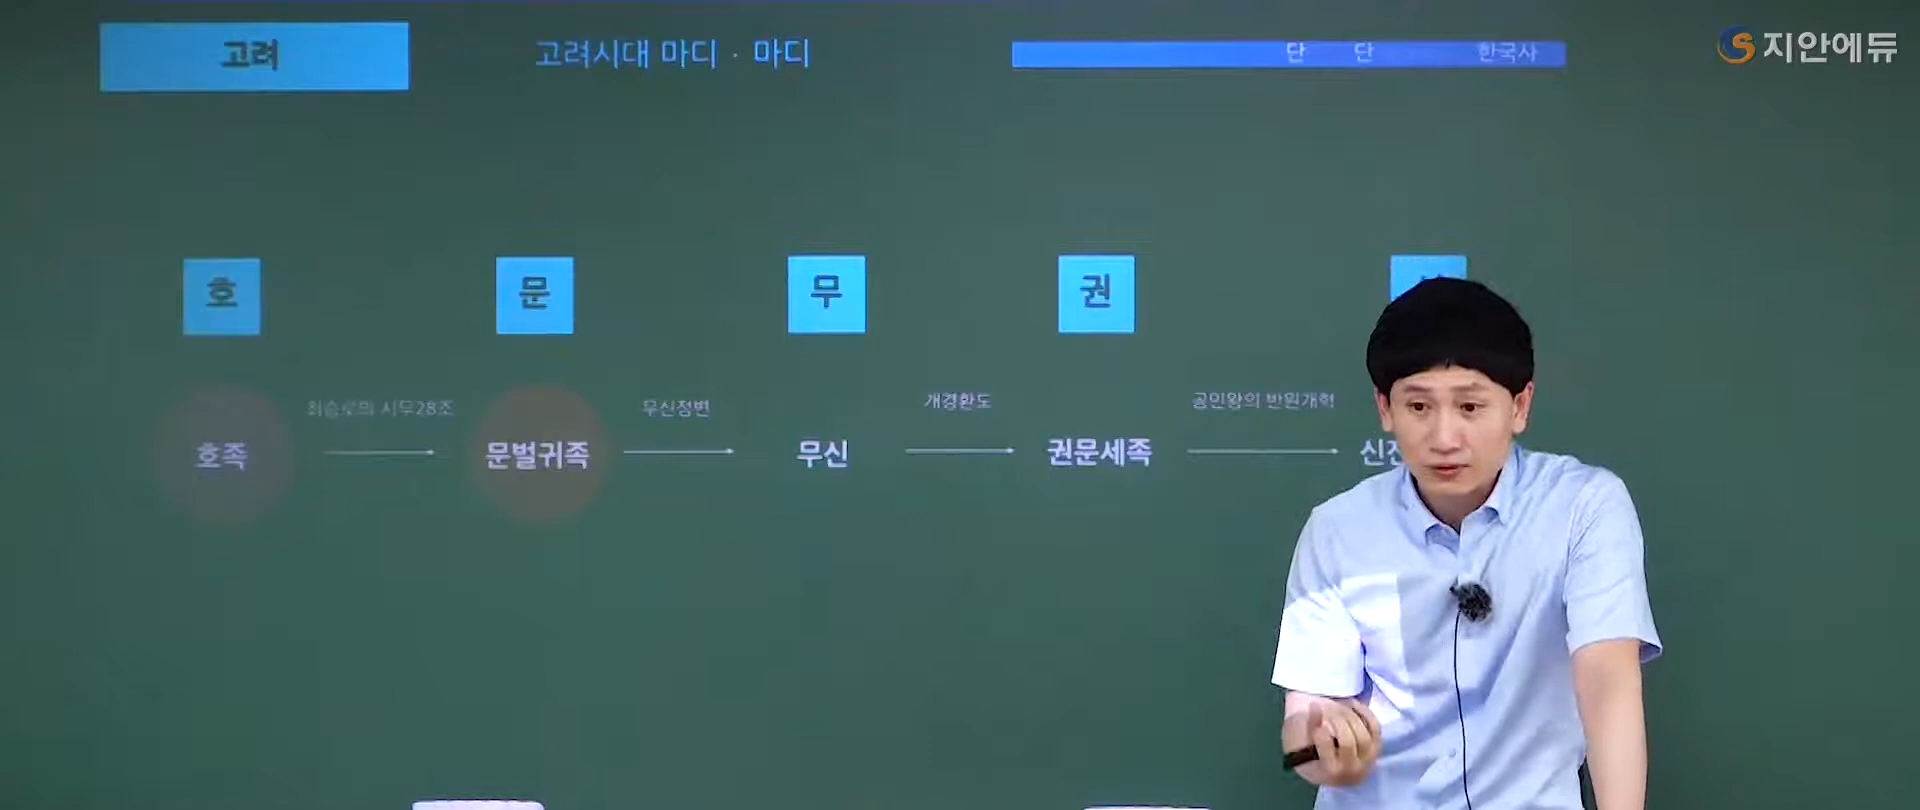 고려
고려시대 마디 · 마디
단 단 한국사
지안에듀
호
문
무
권
최승로의 시무28조
무신정변
개경환도
공민왕의 반원개혁
호족
문벌귀족
무신
권문세족
신진